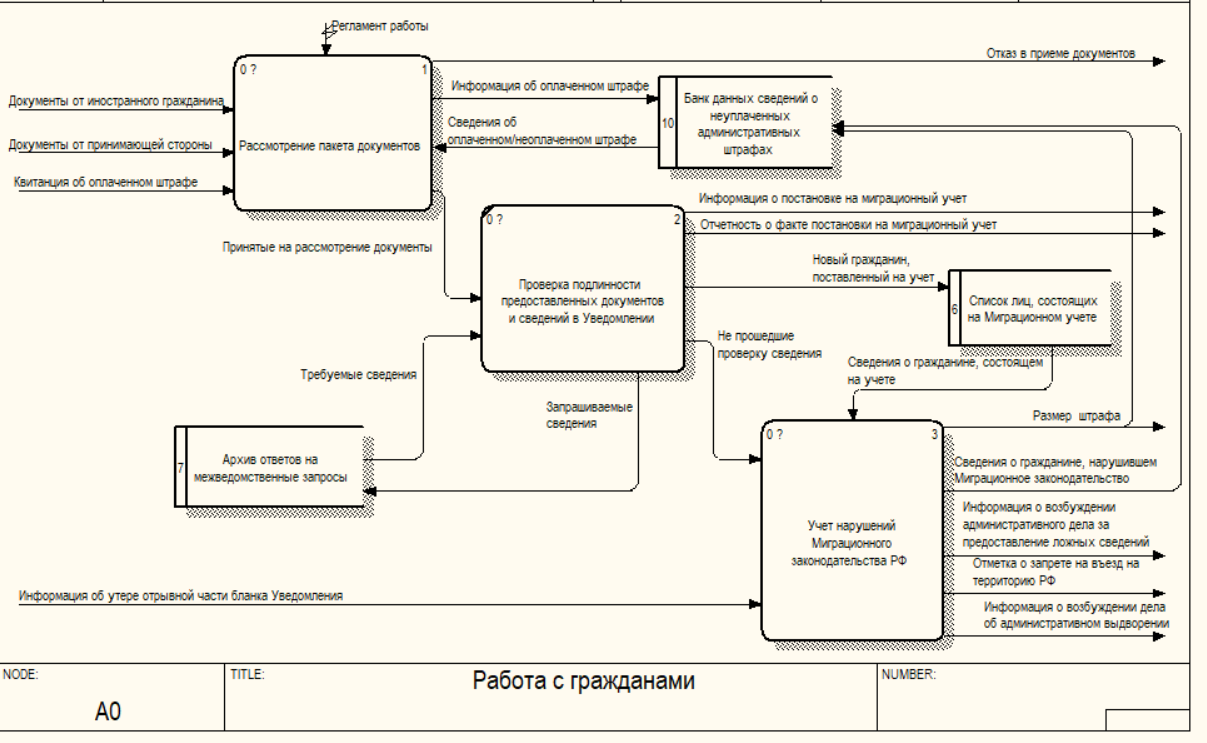 Регламент работы
Отказ в приеме документов
0 ?
1
Документы от иностранного гражданина
Документы от принимающей стороны
Квитанция об оплаченном штрафе
Рассмотрение пакета документов
Информация об оплаченном штрафе
Сведения об
оплаченном/неоплаченном штрафе
10
Банк данных сведений о
неуплаченных
административных
штрафах
Принятые на рассмотрение документы
0 ?
2
Проверка подлинности
предоставленных документов
и сведений в Уведомлении
Информация о постановке на миграционный учет
Отчетность о факте постановки на миграционный учет
Новый гражданин,
поставленный на учет
6
Список лиц, состоящих
на Миграционном учете
Не прошедшие
проверку сведения
Сведения о гражданине, состоящем
на учете
Требуемые сведения
Запрашиваемые
сведения
7
Архив ответов на
межведомственные запросы
Размер штрафа
0 ?
3
Учет нарушений
Миграционного
законодательства РФ
Сведения о гражданине, нарушившем
Миграционное законодательство
Информация о возбуждении
административного дела за
предоставление ложных сведений
Отметка о запрете на въезд на
территорию РФ
Информация о возбуждении дела
об административном выдворении
Информация об утере отрывной части бланка Уведомления
NODE:
A0
TITLE:
Работа с гражданами
NUMBER: